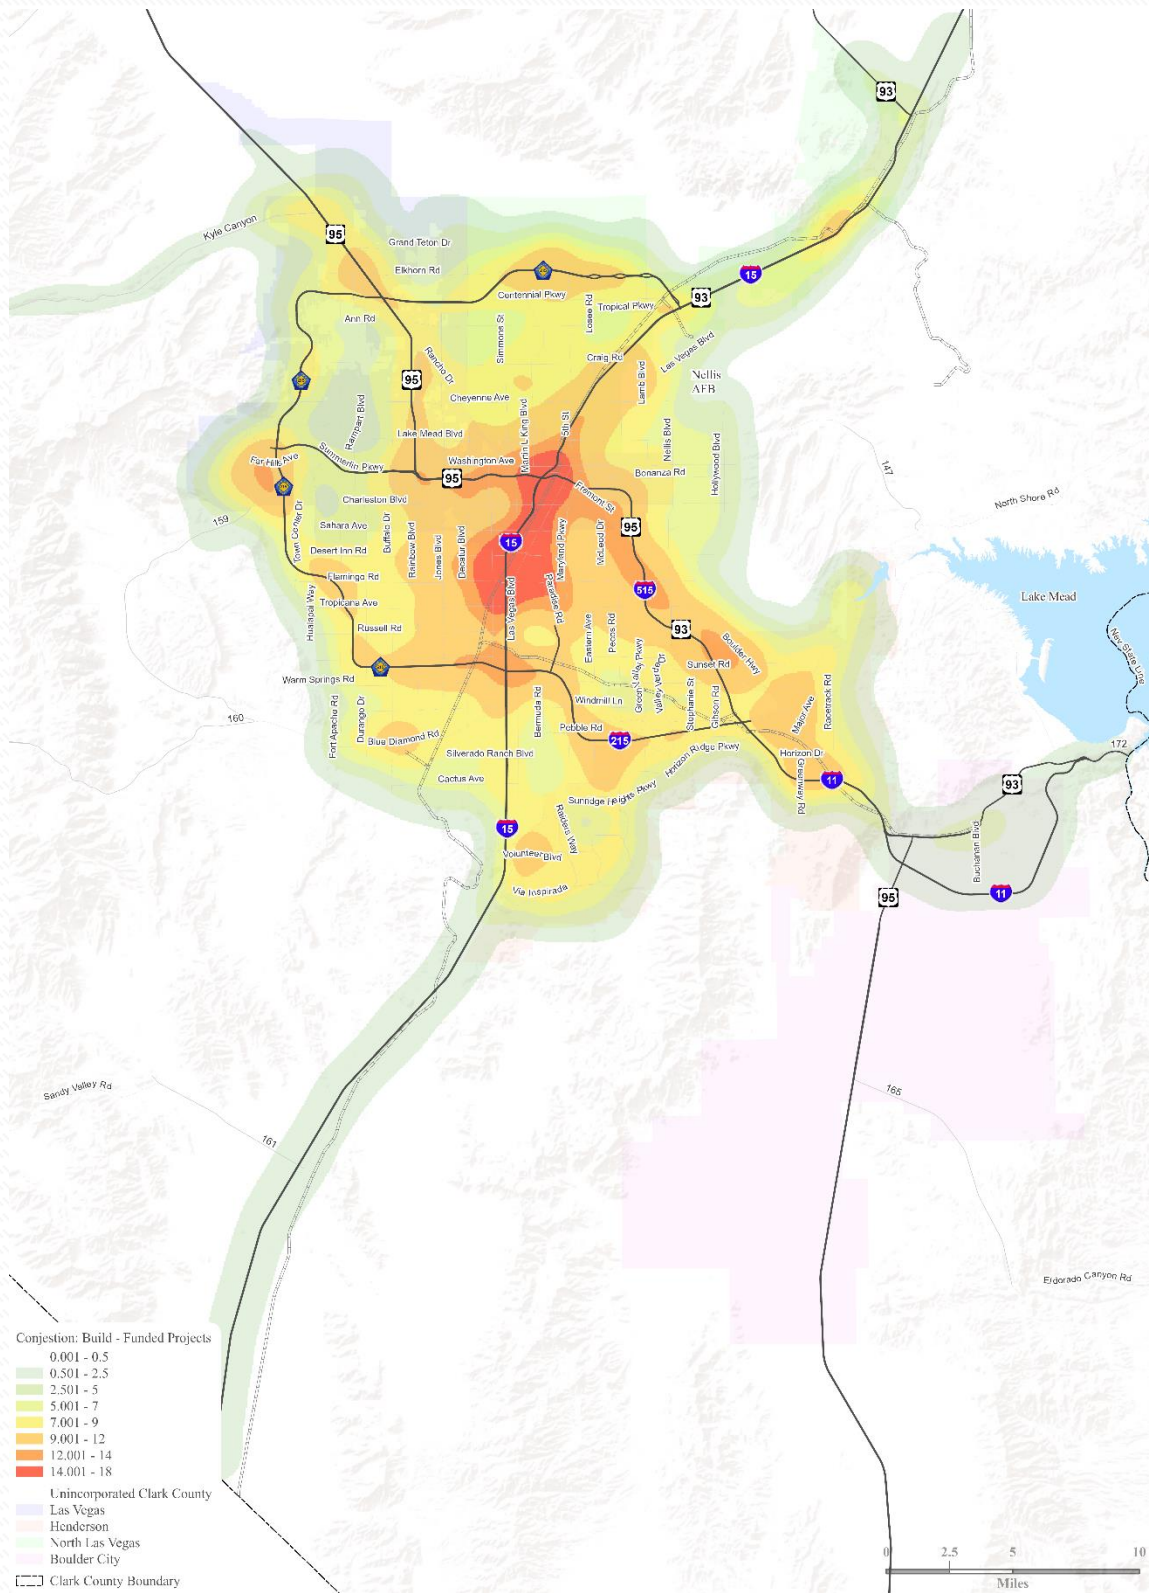 93
Kyle Canyon
95
Grand Teton Dr
Elkhorn Rd
15
93
Centennial Pkwy
Losee Rd
Tropical Pkwy
Ann Rd
Simmons St
Craig Rd
Las Vegas Blvd
Rancho Dr
95
Cheyenne Ave
Lamb Blvd
Nellis
AFB
Rampart Blvd
Lake Mead Blvd
Martin L King Blvd
5th St
Nellis Blvd
Hollywood Blvd
Far Hills Ave
Summerlin Pkwy
Washington Ave
95
Bonanza Rd
147
North Shore Rd
Charleston Blvd
Fremont St
159
Town Center Dr
Sahara Ave
Buffalo Dr
Rainbow Blvd
Jones Blvd
Decatur Blvd
15
Maryland Pkwy
McLeod Dr
95
Desert Inn Rd
Flamingo Rd
515
Lake Mead
Hualapai Way
Tropicana Ave
Las Vegas Blvd
Paradise Rd
Russell Rd
Eastern Ave
Pecos Rd
93
Boulder Hwy
Nev State Line
Green Valley Pkwy
Valley Verde Dr
Sunset Rd
Warm Springs Rd
Stephanie St
Gibson Rd
Major Ave
Racetrack Rd
160
Fort Apache Rd
Durango Dr
Bermuda Rd
Windmill Ln
Pebble Rd
Blue Diamond Rd
215
Silverado Ranch Blvd
Horizon Ridge Pkwy
Horizon Dr
172
Cactus Ave
Greenway Rd
11
93
Sunridge Heights Pkwy
15
Raiders Way
Buchanan Blvd
Volunteer Blvd
Via Inspirada
95
11
Sandy Valley Rd
165
161
Eldorado Canyon Rd
Conjestion: Build - Funded Projects
0.001 - 0.5
0.501 - 2.5
2.501 - 5
5.001 - 7
7.001 - 9
9.001 - 12
12.001 - 14
14.001 - 18
Unincorporated Clark County
Las Vegas
Henderson
North Las Vegas
Boulder City
Clark County Boundary
0 2.5 5 10
Miles